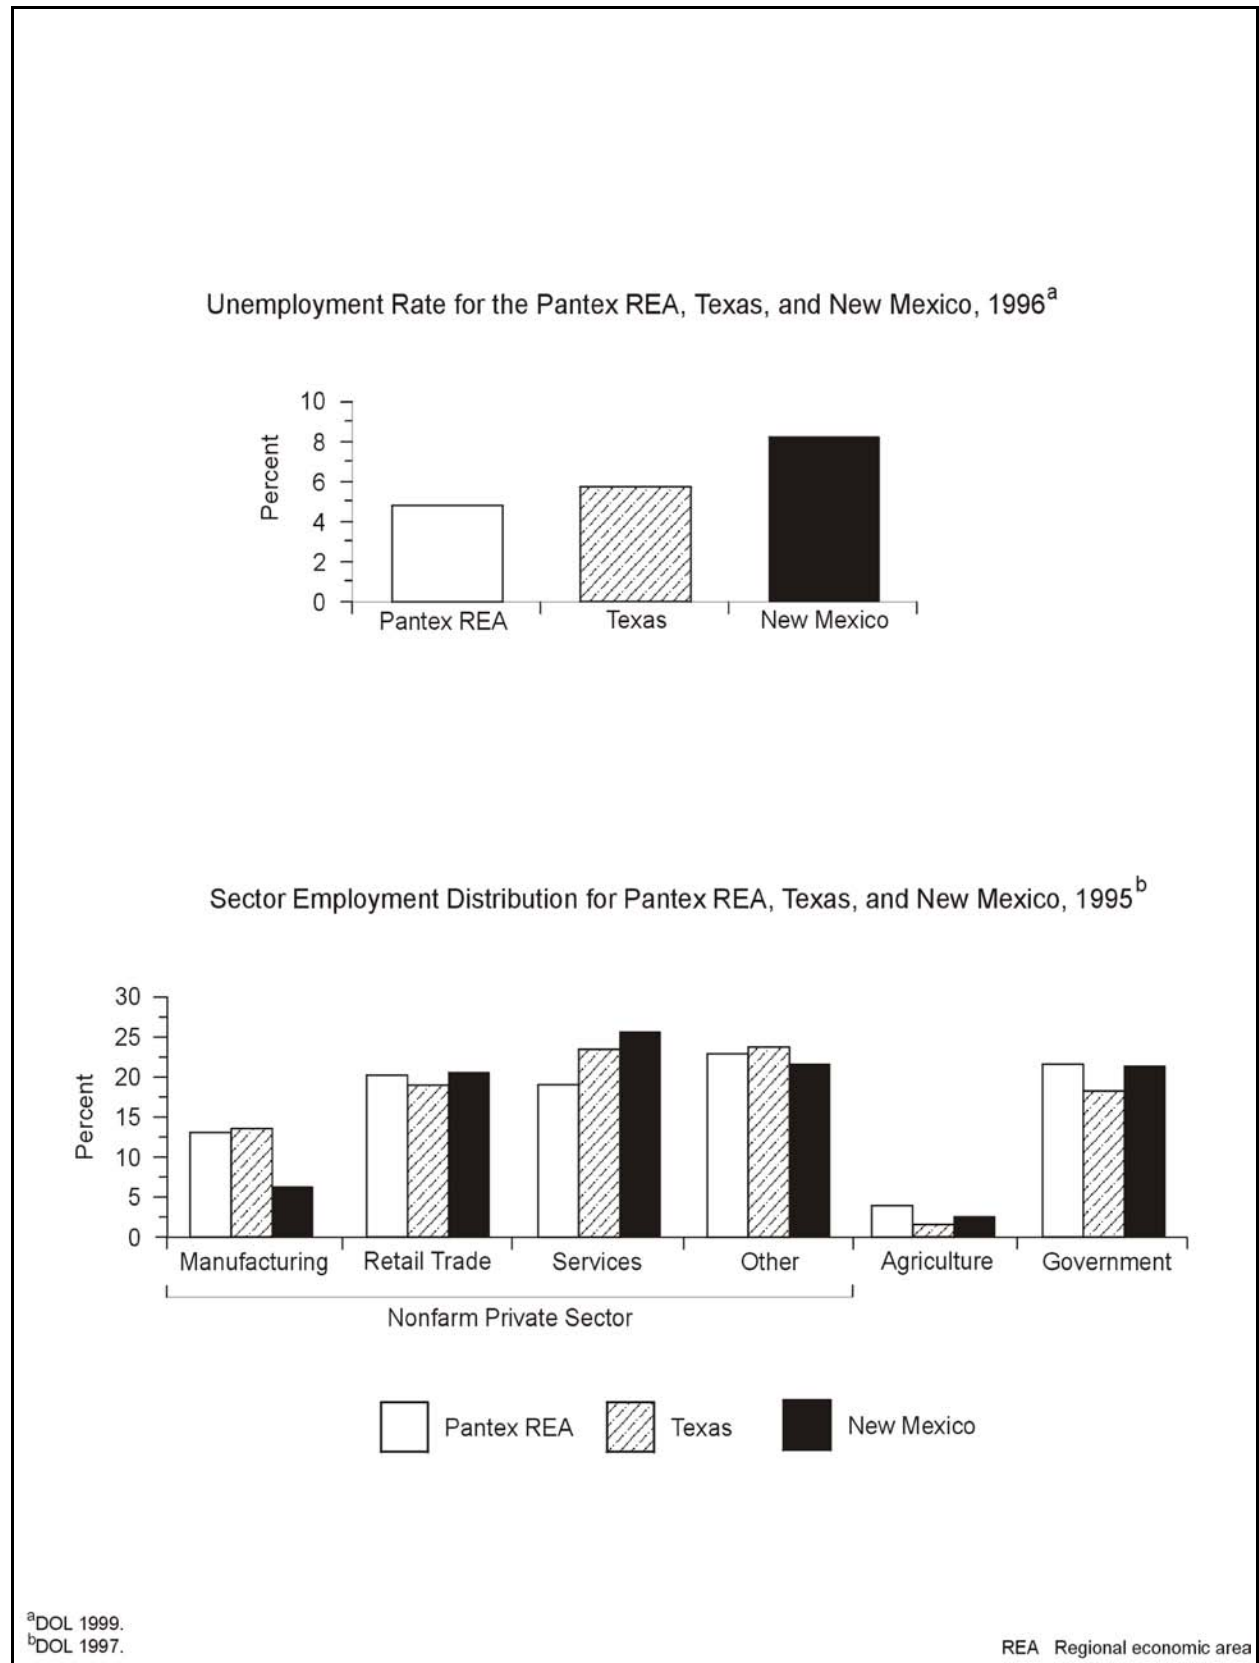 Unemployment Rate for the Pantex REA, Texas, and New Mexico, 1996a
10
8
6
4
2
0
Percent
Pantex REA Texas New Mexico
Sector Employment Distribution for Pantex REA, Texas, and New Mexico, 1995b
30
25
20
15
10
5
0
Percent
Manufacturing Retail Trade Services Other Agriculture Government
Nonfarm Private Sector
Pantex REA Texas New Mexico
aDOL 1999.
bDOL 1997.
REA Regional economic area